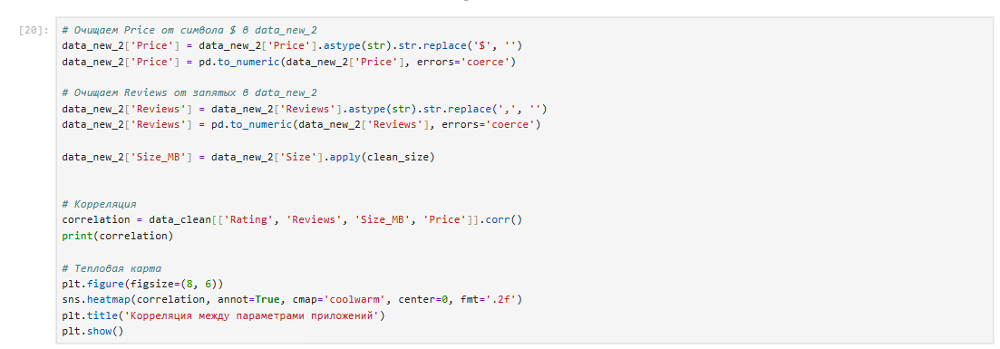 [20]:
# Очищаем Price от символа $ в data_new_2
data_new_2['Price'] = data_new_2['Price'].astype(str).str.replace('$', '')
data_new_2['Price'] = pd.to_numeric(data_new_2['Price'], errors='coerce')
# Очищаем Reviews от запятых в data_new_2
data_new_2['Reviews'] = data_new_2['Reviews'].astype(str).str.replace(',', '')
data_new_2['Reviews'] = pd.to_numeric(data_new_2['Reviews'], errors='coerce')
data_new_2['Size_MB'] = data_new_2['Size'].apply(clean_size)
# Корреляция
correlation = data_clean[['Rating', 'Reviews', 'Size_MB', 'Price']].corr()
print(correlation)
# Тепловая карта
plt.figure(figsize=(8, 6))
sns.heatmap(correlation, annot=True, cmap='coolwarm', center=0, fmt='.2f')
plt.title('Корреляция между параметрами приложений')
plt.show()